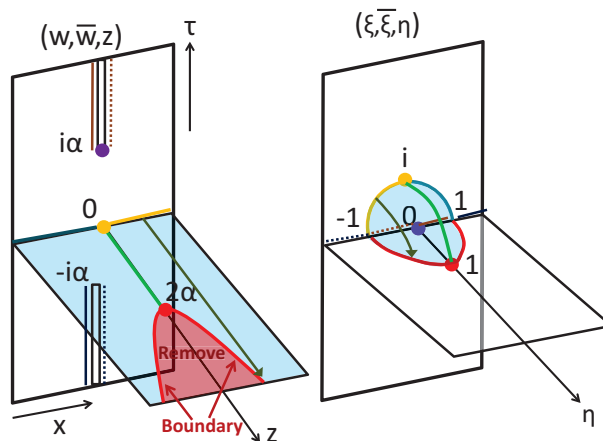 (w,w̅,z)
τ
iα
0
-iα
2α
Remove
Boundary
x
z
(ξ,ξ̅,η)
i
-1
0
1
1
η